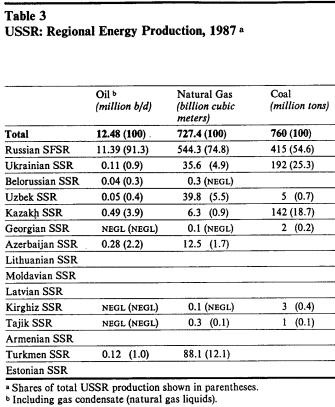 Table 3
USSR: Regional Energy Production, 1987 a
Oil b Natural Gas Coal
(million b/d) (billion cubic (million tons)
meters)
Total 12.48 (100) 727.4 (100) 760 (100)
Russian SFSR 11.39 (91.3) 544.3 (74.8) 415 (54.6)
Ukrainian SSR 0.11 (0.9) 35.6 (4.9) 192 (25.3)
Belorussian SSR 0.04 (0.3) 0.3 (NEGL)
Uzbek SSR 0.05 (0.4) 39.8 (5.5) 5 (0.7)
Kazakh SSR 0.49 (3.9) 6.3 (0.9) 142 (18.7)
Georgian SSR NEGL (NEGL) 0.1 (NEGL) 2 (0.2)
Azerbaijan SSR 0.28 (2.2) 12.5 (1.7)
Lithuanian SSR
Moldavian SSR
Latvian SSR
Kirghiz SSR NEGL (NEGL) 0.1 (NEGL) 3 (0.4)
Tajik SSR NEGL (NEGL) 0.3 (0.1) 1 (0.1)
Armenian SSR
Turkmen SSR 0.12 (1.0) 88.1 (12.1)
Estonian SSR
a Shares of total USSR production shown in parentheses.
b Including gas condensate (natural gas liquids).